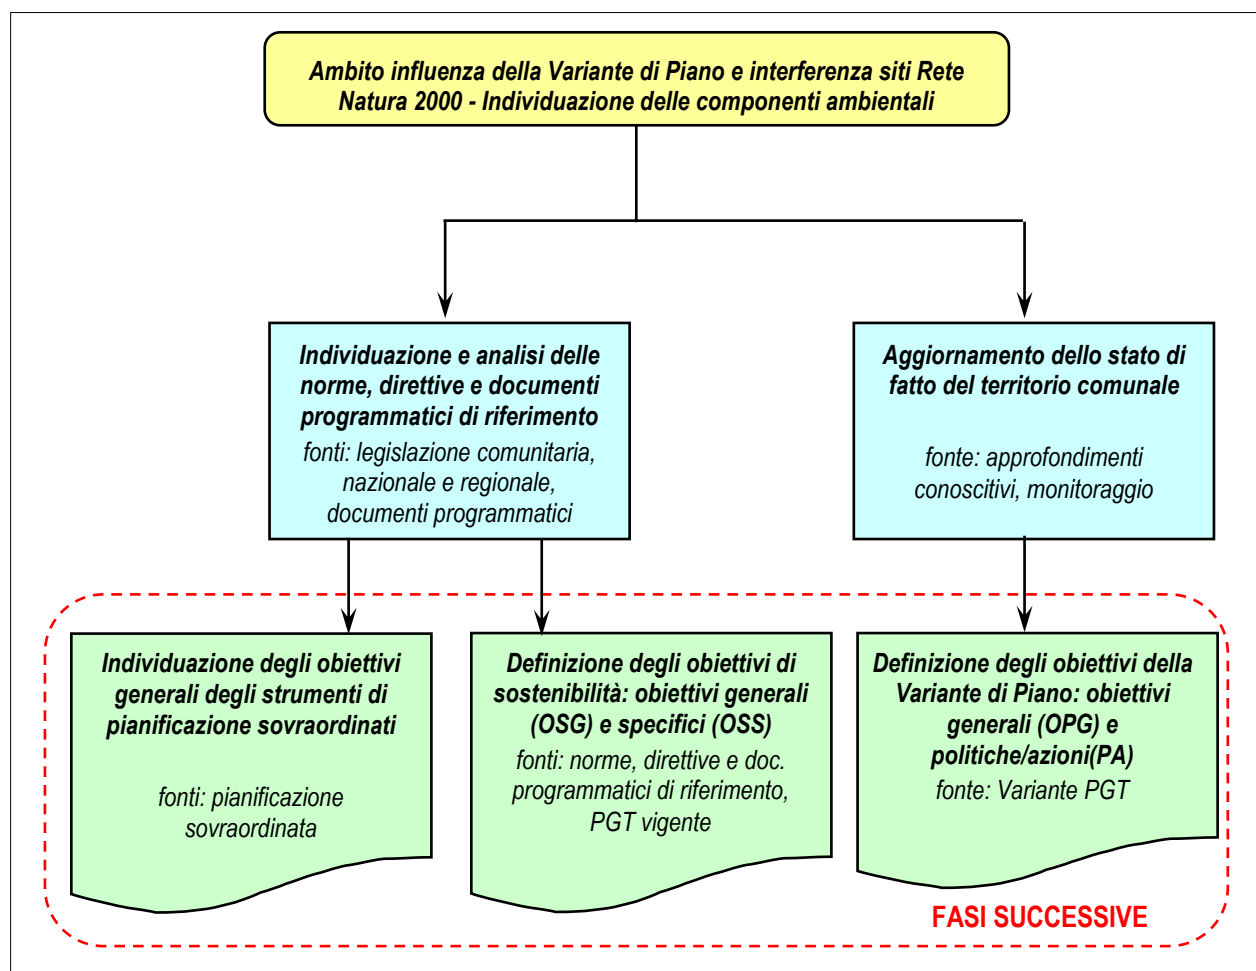 Ambito influenza della Variante di Piano e interferenza siti Rete
Natura 2000 - Individuazione delle componenti ambientali
Individuazione e analisi delle
norme, direttive e documenti
programmatici di riferimento
fonti: legislazione comunitaria,
nazionale e regionale,
documenti programmatici
Aggiornamento dello stato di
fatto del territorio comunale
fonte: approfondimenti
conoscitivi, monitoraggio
Individuazione degli obiettivi
generali degli strumenti di
pianificazione sovraordinati
fonti: pianificazione
sovraordinata
Definizione degli obiettivi di
sostenibilità: obiettivi generali
(OSG) e specifici (OSS)
fonti: norme, direttive e doc.
programmatici di riferimento,
PGT vigente
Definizione degli obiettivi della
Variante di Piano: obiettivi
generali (OPG) e
politiche/azioni(PA)
fonte: Variante PGT
FASI SUCCESSIVE